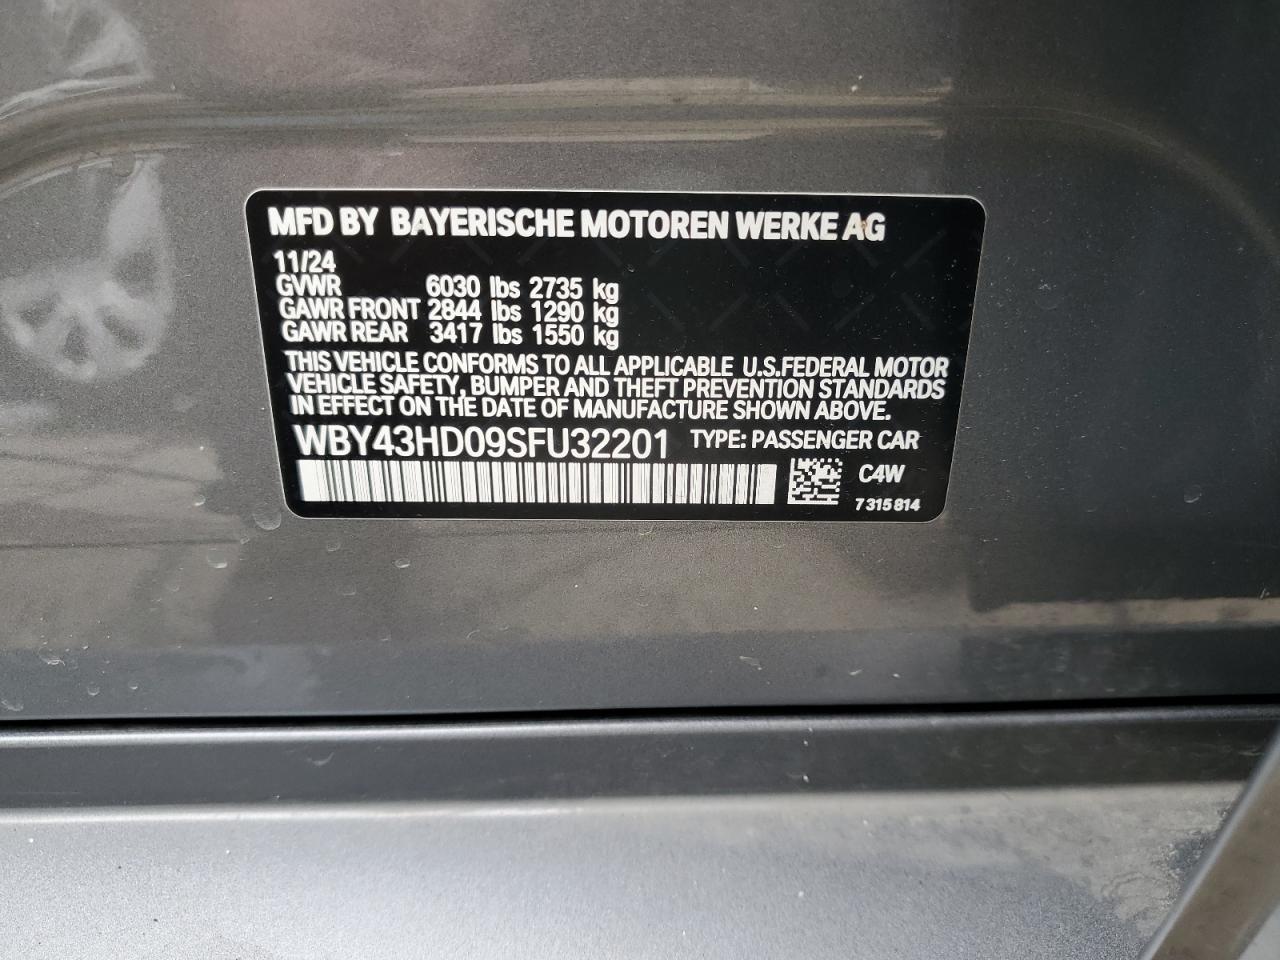 MFD BY BAYERISCHE MOTOREN WERKE AG
11/24
GVWR 6030 lbs 2735 kg
GAWR FRONT 2844 lbs 1290 kg
GAWR REAR 3417 lbs 1550 kg
THIS VEHICLE CONFORMS TO ALL APPLICABLE U.S.FEDERAL MOTOR
VEHICLE SAFETY, BUMPER AND THEFT PREVENTION STANDARDS
IN EFFECT ON THE DATE OF MANUFACTURE SHOWN ABOVE.
WBY43HD09SFU32201 TYPE: PASSENGER CAR
C4W
7 315 814